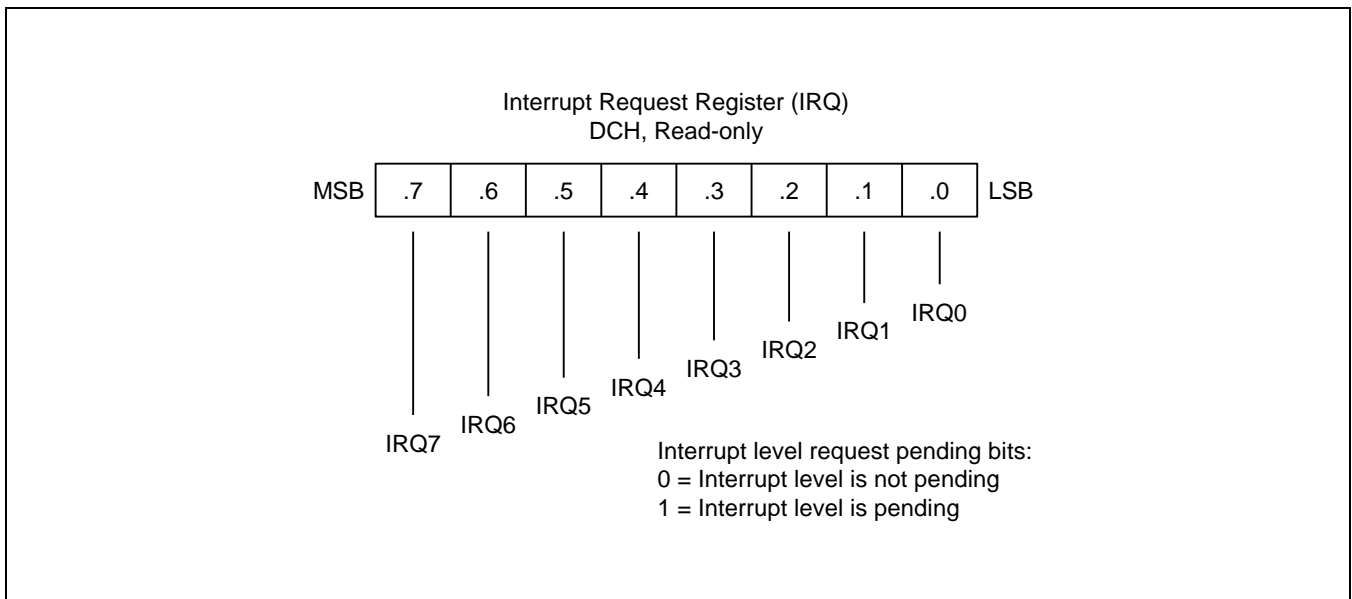 Interrupt Request Register (IRQ)
DCH, Read-only
MSB .7 .6 .5 .4 .3 .2 .1 .0 LSB
IRQ0
IRQ1
IRQ2
IRQ3
IRQ4
IRQ5
IRQ6
IRQ7
Interrupt level request pending bits:
0 = Interrupt level is not pending
1 = Interrupt level is pending